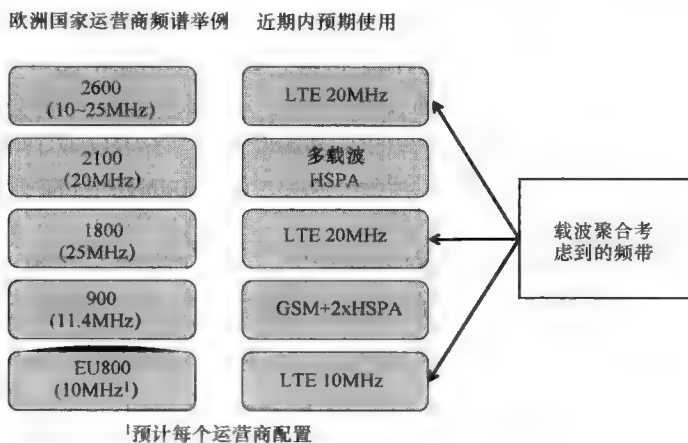 欧洲国家运营商频谱举例 近期内预期使用
2600
(10~25MHz)
LTE 20MHz
2100
(20MHz)
多载波
HSPA
1800
(25MHz)
LTE 20MHz
载波聚合考
虑到的频带
900
(11.4MHz)
GSM+2xHSPA
EU800
(10MHz¹)
LTE 10MHz
¹预计每个运营商配置